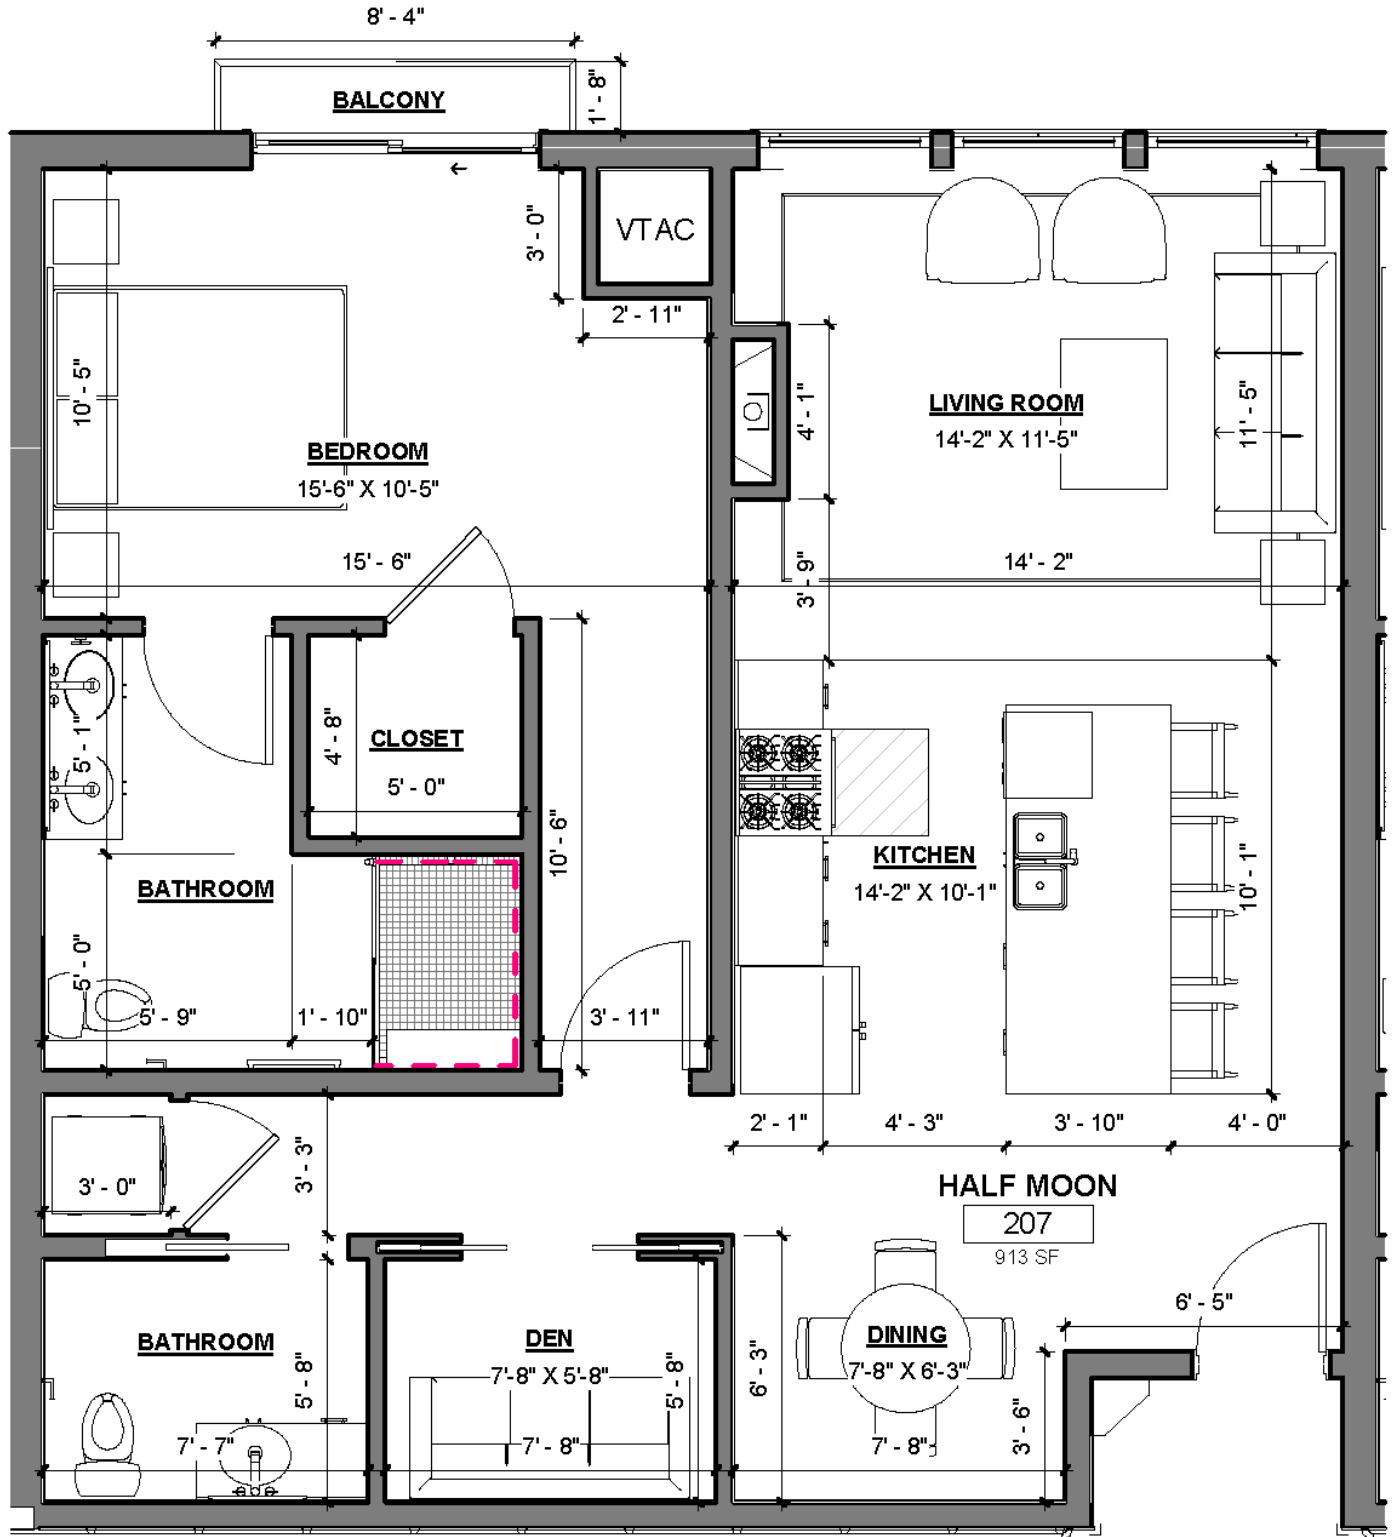 8' - 4"
BALCONY
1' - 8"
3' - 0"
VTAC
2' - 11"
10' - 5"
BEDROOM
15'-6" X 10'-5"
4' - 1"
LIVING ROOM
14'-2" X 11'-5"
11' - 5"
15' - 6"
3' - 9"
14' - 2"
5' - 1"
4' - 8"
CLOSET
5' - 0"
10' - 6"
KITCHEN
14'-2" X 10'-1"
10' - 1"
BATHROOM
5' - 0"
5' - 9"
1' - 10"
3' - 11"
2' - 1"
4' - 3"
3' - 10"
4' - 0"
3' - 0"
3' - 3"
HALF MOON
207
913 SF
6' - 5"
BATHROOM
5' - 8"
7' - 7"
DEN
7'-8" X 5'-8"
5' - 8"
7' - 8"
6' - 3"
DINING
7'-8" X 6'-3"
7' - 8"
3' - 6"